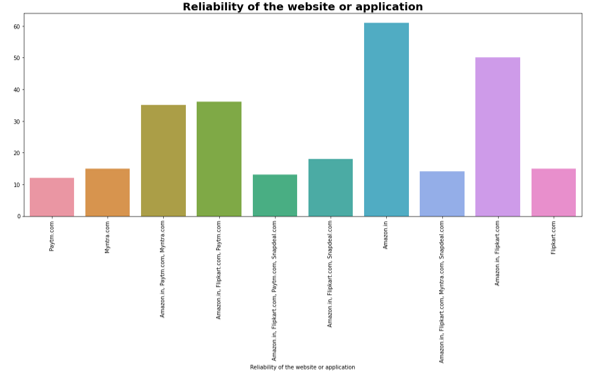 Reliability of the website or application
60
50
40
30
20
10
0
Paytm.com
Myntra.com
Amazon.in, Paytm.com, Myntra.com
Amazon.in, Flipkart.com, Paytm.com
Amazon.in, Flipkart.com, Paytm.com, Snapdeal.com
Amazon.in, Flipkart.com, Snapdeal.com
Amazon.in
Amazon.in, Flipkart.com, Myntra.com, Snapdeal.com
Amazon.in, Flipkart.com
Flipkart.com
Reliability of the website or application